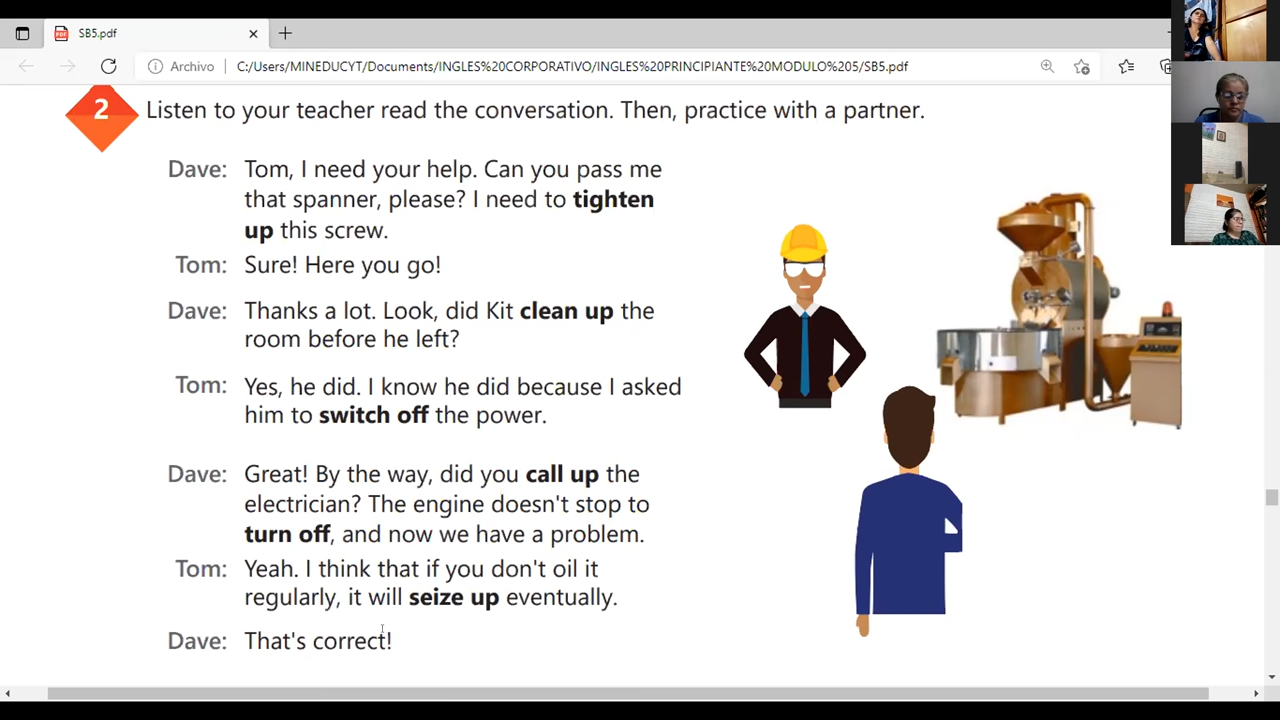 SB5.pdf
Archivo
C:/Users/MINEDUCYT/Documents/INGLES%20CORPORATIVO/INGLES%20PRINCIPIANTE%20MODULO%205/SB5.pdf
2 Listen to your teacher read the conversation. Then, practice with a partner.
Dave: Tom, I need your help. Can you pass me
that spanner, please? I need to tighten
up this screw.
Tom: Sure! Here you go!
Dave: Thanks a lot. Look, did Kit clean up the
room before he left?
Tom: Yes, he did. I know he did because I asked
him to switch off the power.
Dave: Great! By the way, did you call up the
electrician? The engine doesn't stop to
turn off, and now we have a problem.
Tom: Yeah. I think that if you don't oil it
regularly, it will seize up eventually.
Dave: That's correct!